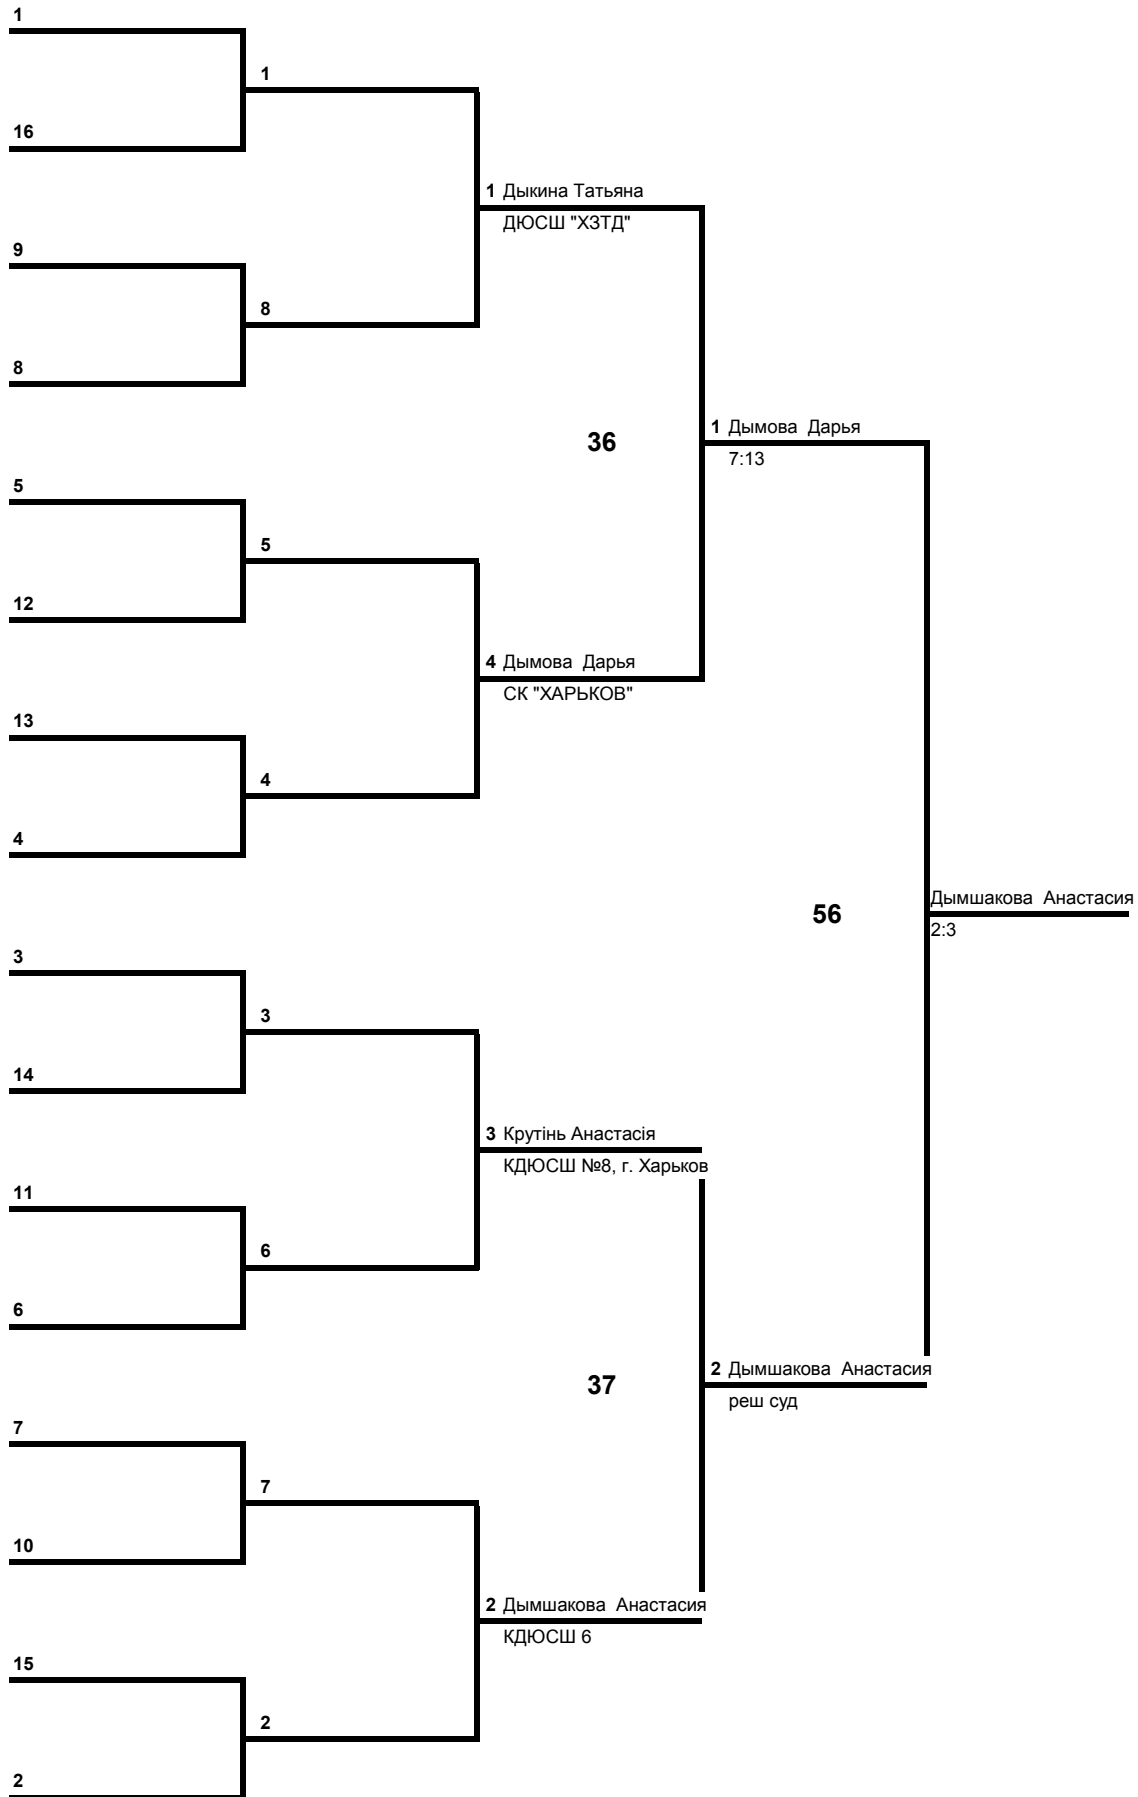 1
1
16
1 Дыкина Татьяна
ДЮСШ "ХЗТД"
9
8
8
36
1 Дымова Дарья
7:13
5
5
12
4 Дымова Дарья
СК "ХАРЬКОВ"
13
4
4
56
Дымшакова Анастасия
2:3
3
3
14
3 Крутінь Анастасія
КДЮСШ №8, г. Харьков
11
6
6
37
2 Дымшакова Анастасия
реш суд
7
7
10
2 Дымшакова Анастасия
КДЮСШ 6
15
2
2